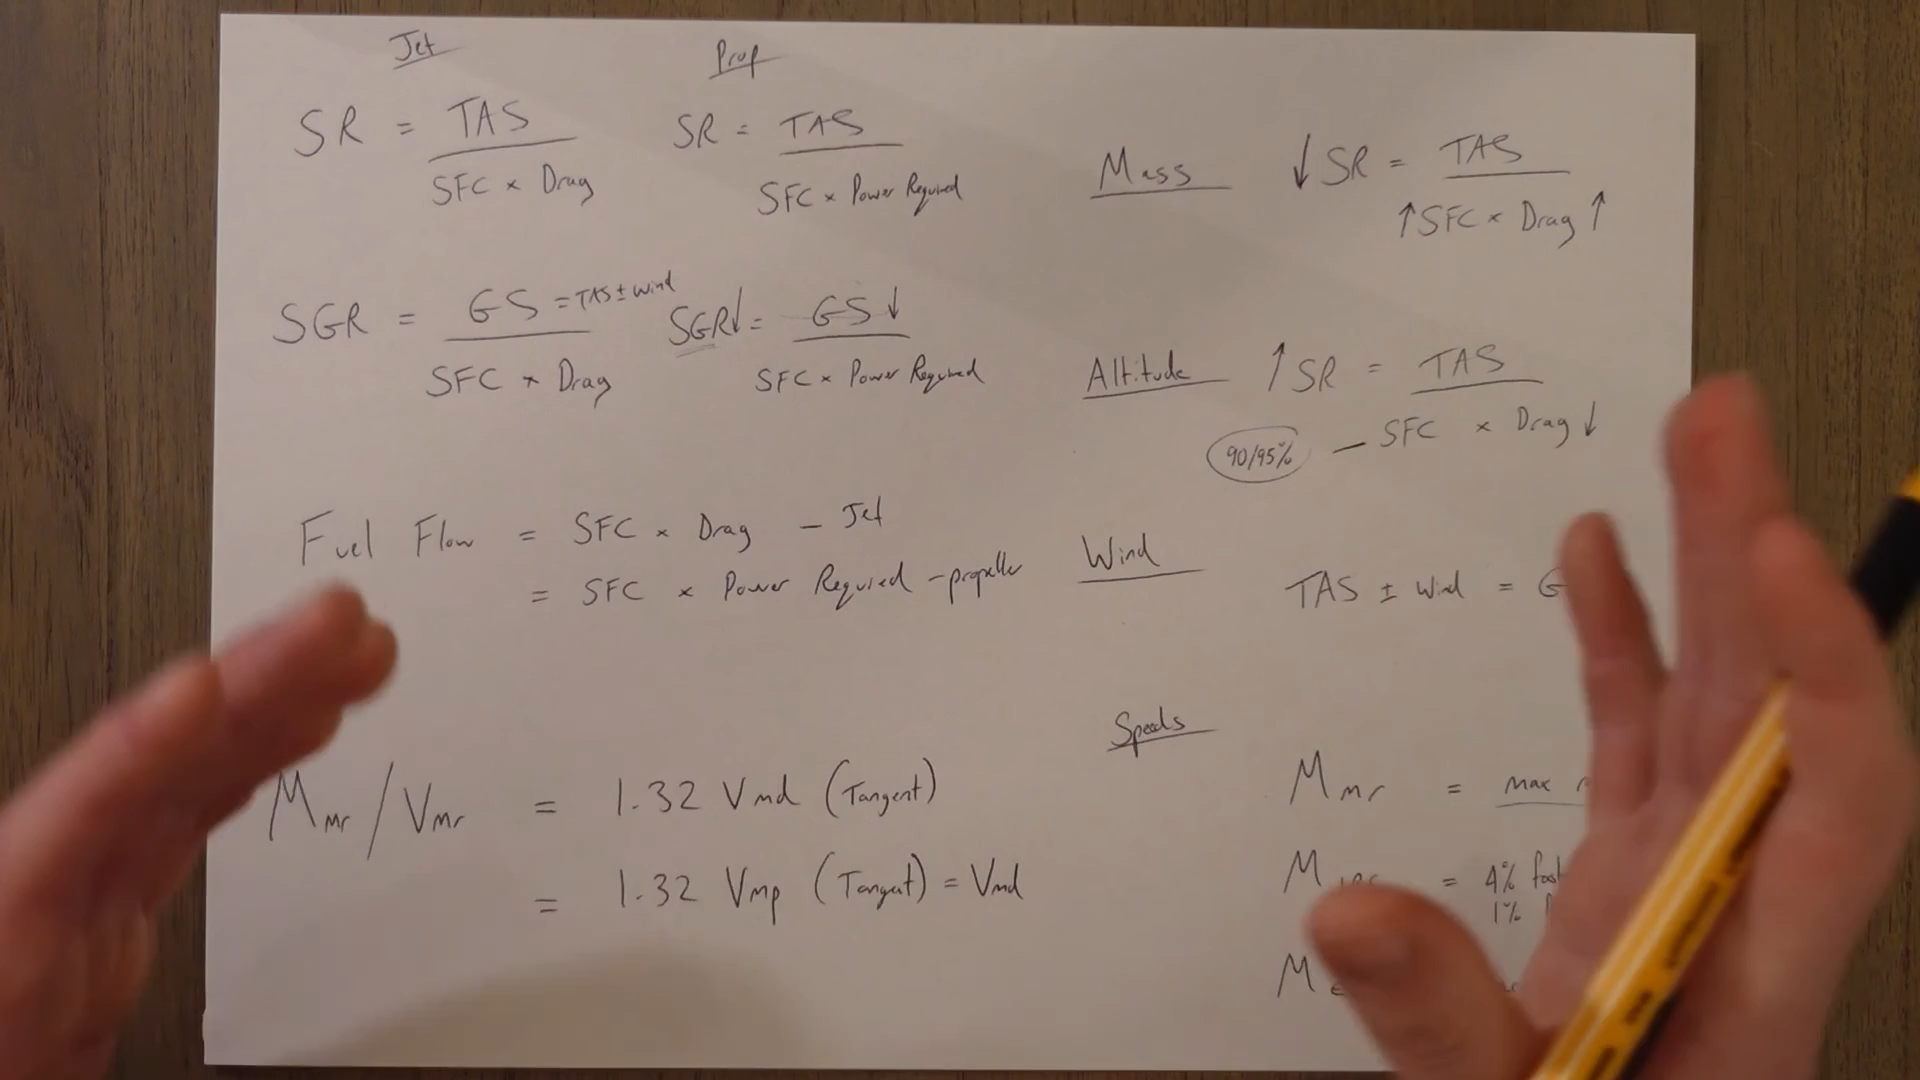 Jet
SR = TAS
SFC × Drag
Prop
SR = TAS
SFC × Power Required
SGR = GS = TAS ± Wind
SFC × Drag
SGR↓ = GS↓
SFC × Power Required
Fuel Flow = SFC × Drag – Jet
= SFC × Power Required – propeller
Mmr / Vmr = 1.32 Vmd (Tangent)
= 1.32 Vmp (Tangent) = Vmd
Mass
↓ SR = TAS
↑ SFC × Drag ↑
Altitude
↑ SR = TAS
90/95% – SFC × Drag ↓
Wind
TAS ± Wind = G
Speeds
Mmr = max
M = 4%
1%
M